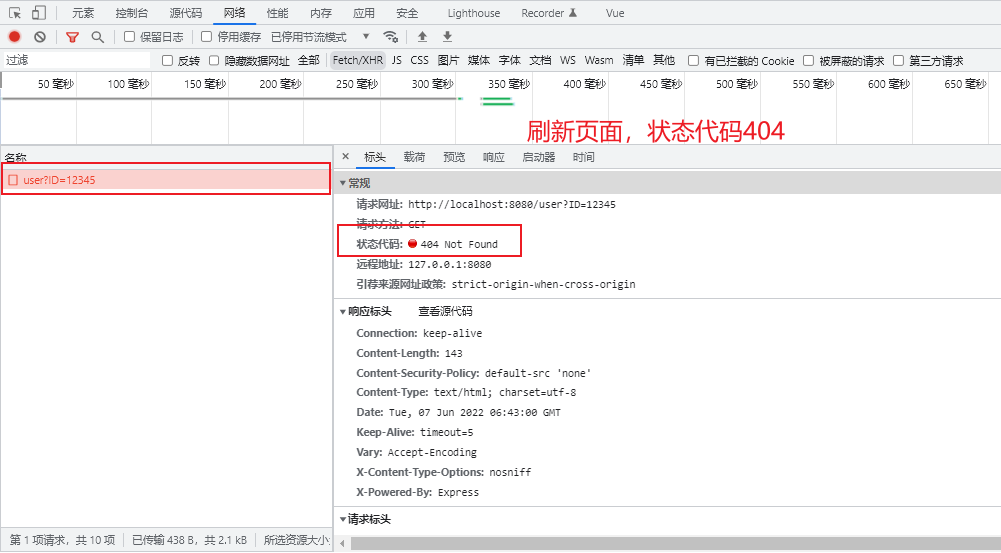 元素 控制台 源代码 网络 性能 内存 应用 安全 Lighthouse Recorder Vue
保留日志 停用缓存 已停用节流模式
过滤 反转 隐藏数据网址 全部 Fetch/XHR JS CSS 图片 媒体 字体 文档 WS Wasm 清单 其他 有已拦截的 Cookie 被屏蔽的请求 第三方请求
50 毫秒 100 毫秒 150 毫秒 200 毫秒 250 毫秒 300 毫秒 350 毫秒 400 毫秒 450 毫秒 500 毫秒 550 毫秒 600 毫秒 650 毫秒
刷新页面，状态代码404
名称
user?ID=12345
× 标头 载荷 预览 响应 启动器 时间
常规
请求网址: http://localhost:8080/user?ID=12345
请求方法: GET
状态代码: 404 Not Found
远程地址: 127.0.0.1:8080
引荐来源网址政策: strict-origin-when-cross-origin
响应标头 查看源代码
Connection: keep-alive
Content-Length: 143
Content-Security-Policy: default-src 'none'
Content-Type: text/html; charset=utf-8
Date: Tue, 07 Jun 2022 06:43:00 GMT
Keep-Alive: timeout=5
Vary: Accept-Encoding
X-Content-Type-Options: nosniff
X-Powered-By: Express
请求标头
第 1 项请求，共 10 项 已传输 438 B，共 2.1 kB 所选资源大小